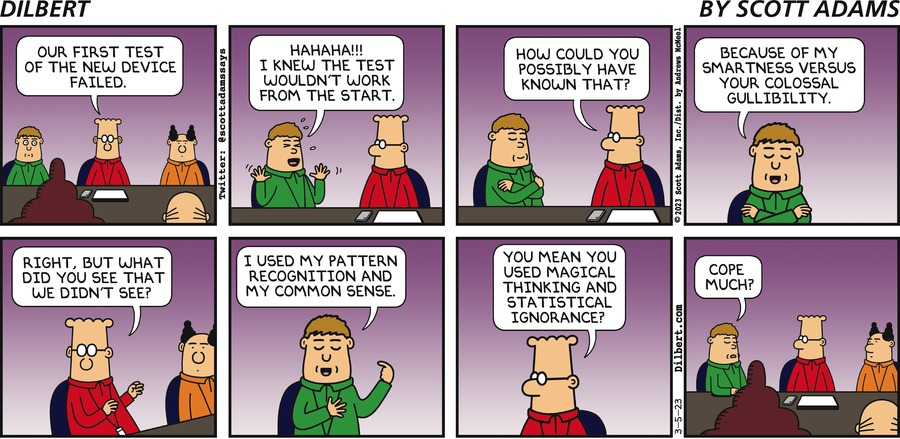 DILBERT
BY SCOTT ADAMS
OUR FIRST TEST
OF THE NEW DEVICE
FAILED.
Twitter: @scottadamssays
HAHAHA!!!
I KNEW THE TEST
WOULDN'T WORK
FROM THE START.
HOW COULD YOU
POSSIBLY HAVE
KNOWN THAT?
©2023 Scott Adams, Inc./Dist. by Andrews McMeel
BECAUSE OF MY
SMARTNESS VERSUS
YOUR COLOSSAL
GULLIBILITY.
RIGHT, BUT WHAT
DID YOU SEE THAT
WE DIDN'T SEE?
I USED MY PATTERN
RECOGNITION AND
MY COMMON SENSE.
YOU MEAN YOU
USED MAGICAL
THINKING AND
STATISTICAL
IGNORANCE?
3-5-23 Dilbert.com
COPE
MUCH?